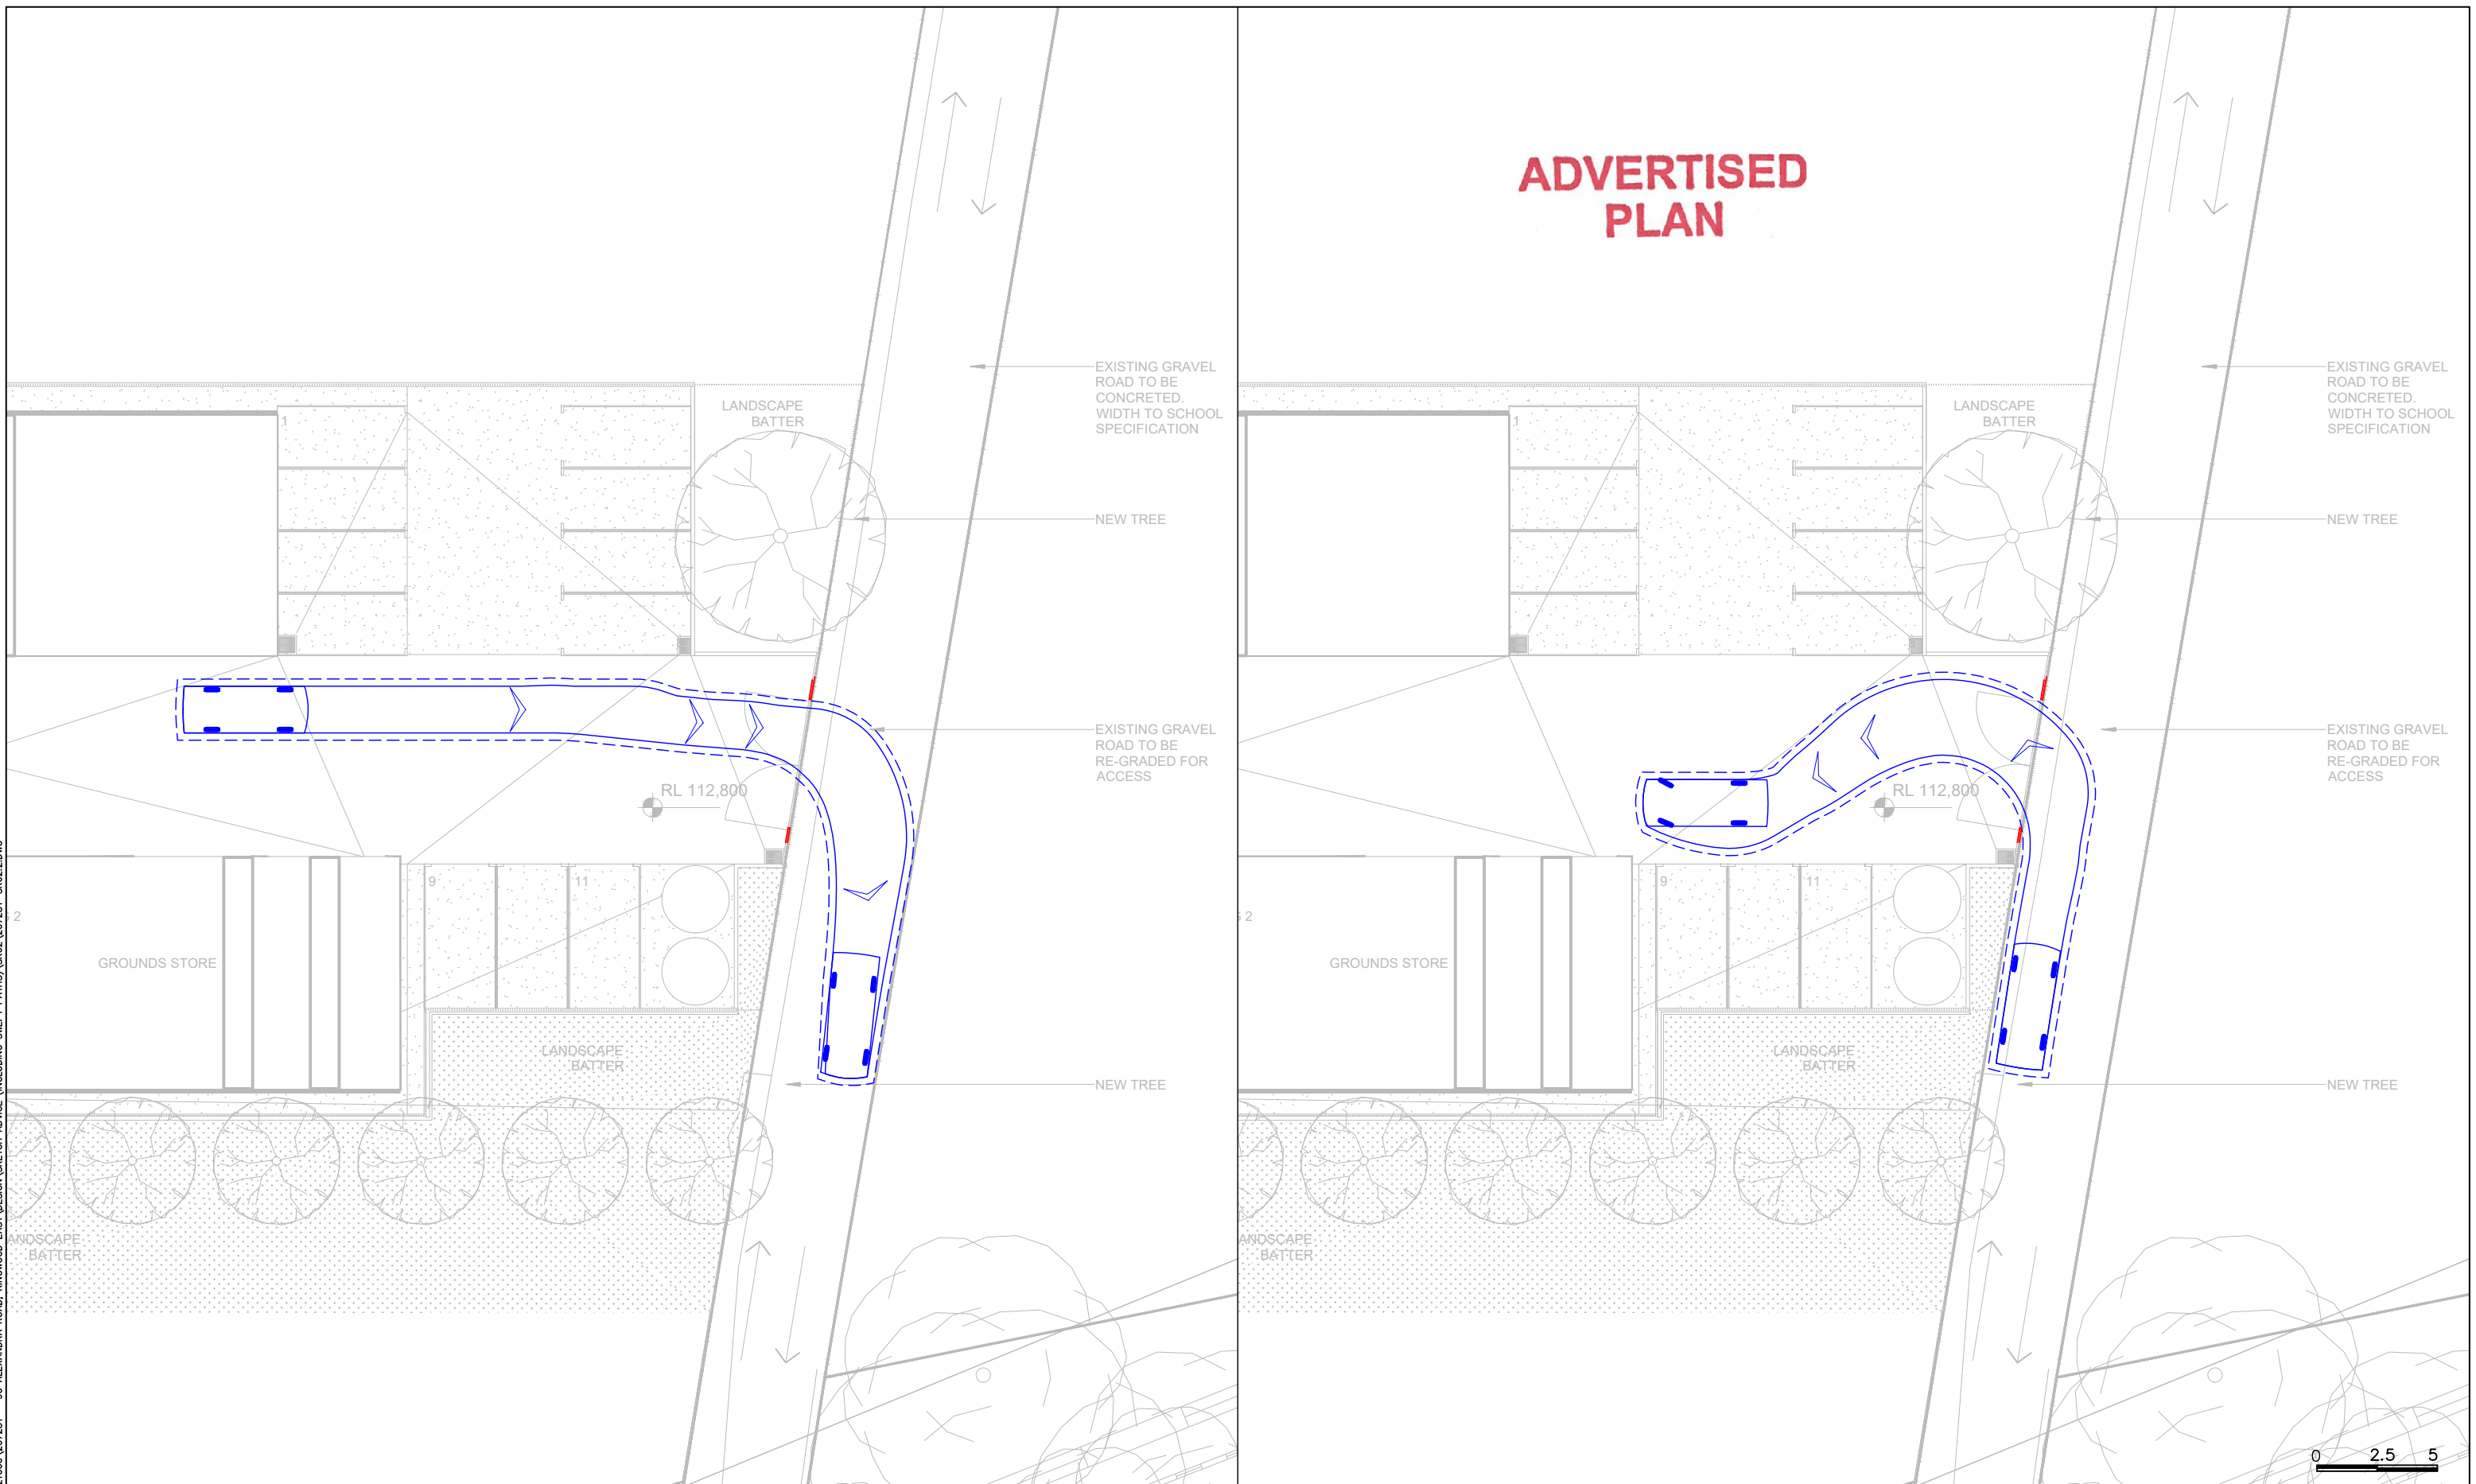 ADVERTISED
PLAN
EXISTING GRAVEL
ROAD TO BE
CONCRETED.
WIDTH TO SCHOOL
SPECIFICATION
LANDSCAPE
BATTER
1
NEW TREE
EXISTING GRAVEL
ROAD TO BE
RE-GRADED FOR
ACCESS
RL 112,800
9
11
2
GROUNDS STORE
LANDSCAPE
BATTER
NEW TREE
ANDSCAPE
BATTER
EXISTING GRAVEL
ROAD TO BE
CONCRETED.
WIDTH TO SCHOOL
SPECIFICATION
LANDSCAPE
BATTER
1
NEW TREE
EXISTING GRAVEL
ROAD TO BE
RE-GRADED FOR
ACCESS
RL 112,800
9
11
2
GROUNDS STORE
LANDSCAPE
BATTER
NEW TREE
ANDSCAPE
BATTER
0 2.5 5